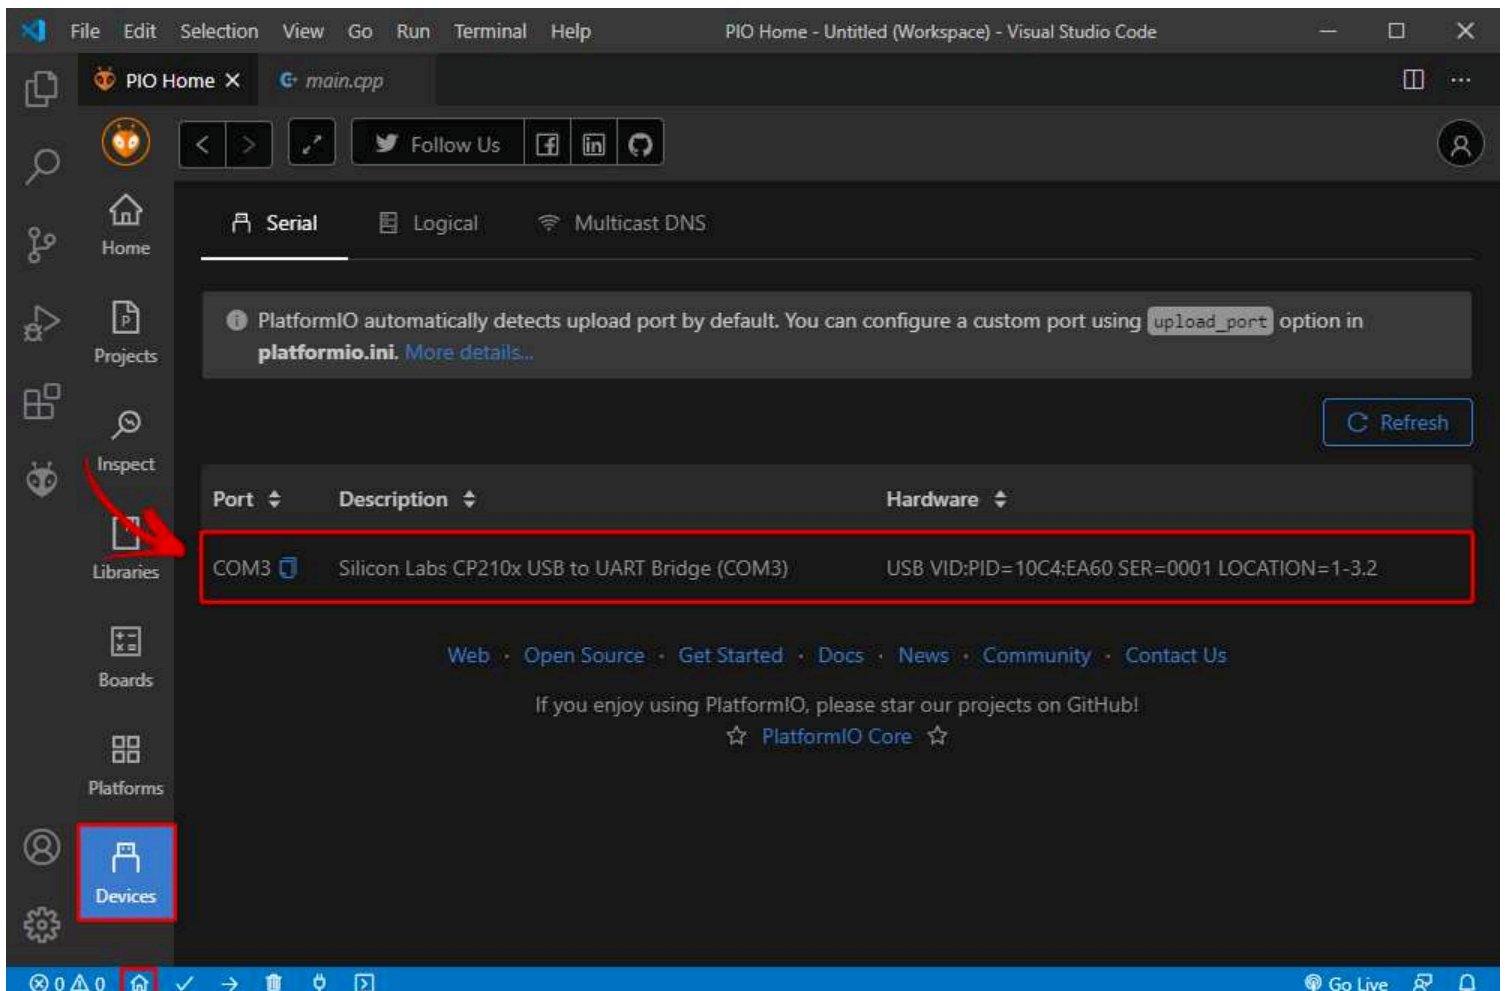 File Edit Selection View Go Run Terminal Help PIO Home - Untitled (Workspace) - Visual Studio Code
PIO Home main.cpp
Follow Us
Home
Serial Logical Multicast DNS
Projects
PlatformIO automatically detects upload port by default. You can configure a custom port using upload_port option in
platformio.ini. More details...
Refresh
Inspect
Port Description Hardware
Libraries
COM3 Silicon Labs CP210x USB to UART Bridge (COM3) USB VID:PID=10C4:EA60 SER=0001 LOCATION=1-3.2
Web · Open Source · Get Started · Docs · News · Community · Contact Us
Boards
If you enjoy using PlatformIO, please star our projects on GitHub!
PlatformIO Core
Platforms
Devices
0 0 Go Live